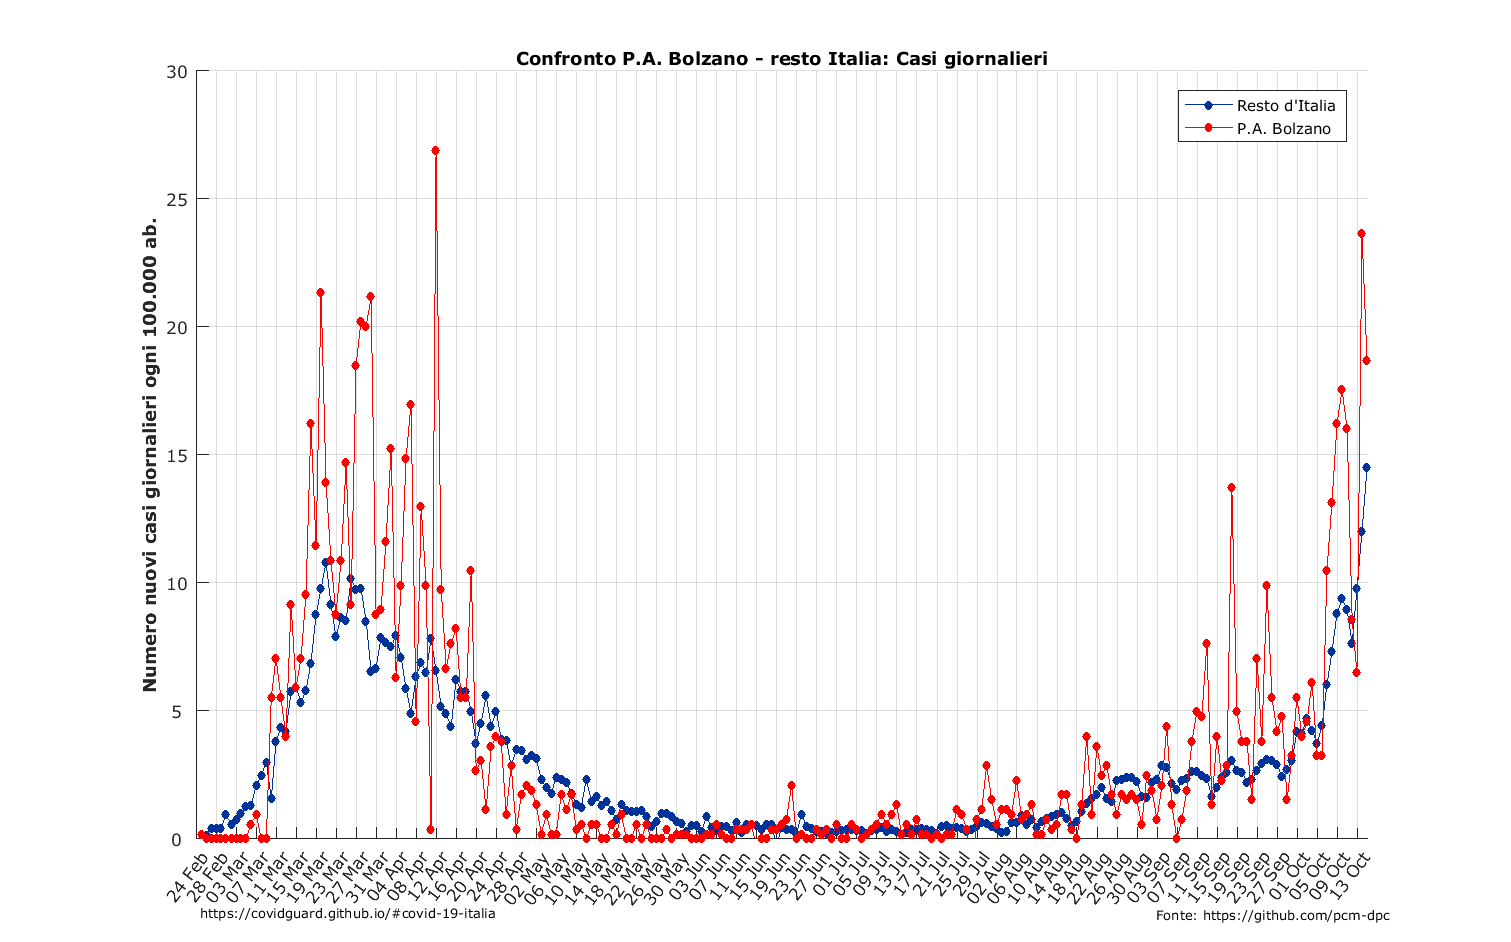 Confronto P.A. Bolzano - resto Italia: Casi giornalieri
Resto d'Italia
P.A. Bolzano
Numero nuovi casi giornalieri ogni 100.000 ab.
30
25
20
15
10
5
0
24 Feb
28 Feb
03 Mar
07 Mar
11 Mar
15 Mar
19 Mar
23 Mar
27 Mar
31 Mar
04 Apr
08 Apr
12 Apr
16 Apr
20 Apr
24 Apr
28 Apr
02 May
06 May
10 May
14 May
18 May
22 May
26 May
30 May
03 Jun
07 Jun
11 Jun
15 Jun
19 Jun
23 Jun
27 Jun
01 Jul
05 Jul
09 Jul
13 Jul
17 Jul
21 Jul
25 Jul
29 Jul
02 Aug
06 Aug
10 Aug
14 Aug
18 Aug
22 Aug
26 Aug
30 Aug
03 Sep
07 Sep
11 Sep
15 Sep
19 Sep
23 Sep
27 Sep
01 Oct
05 Oct
09 Oct
13 Oct
https://covidguard.github.io/#covid-19-italia
Fonte: https://github.com/pcm-dpc